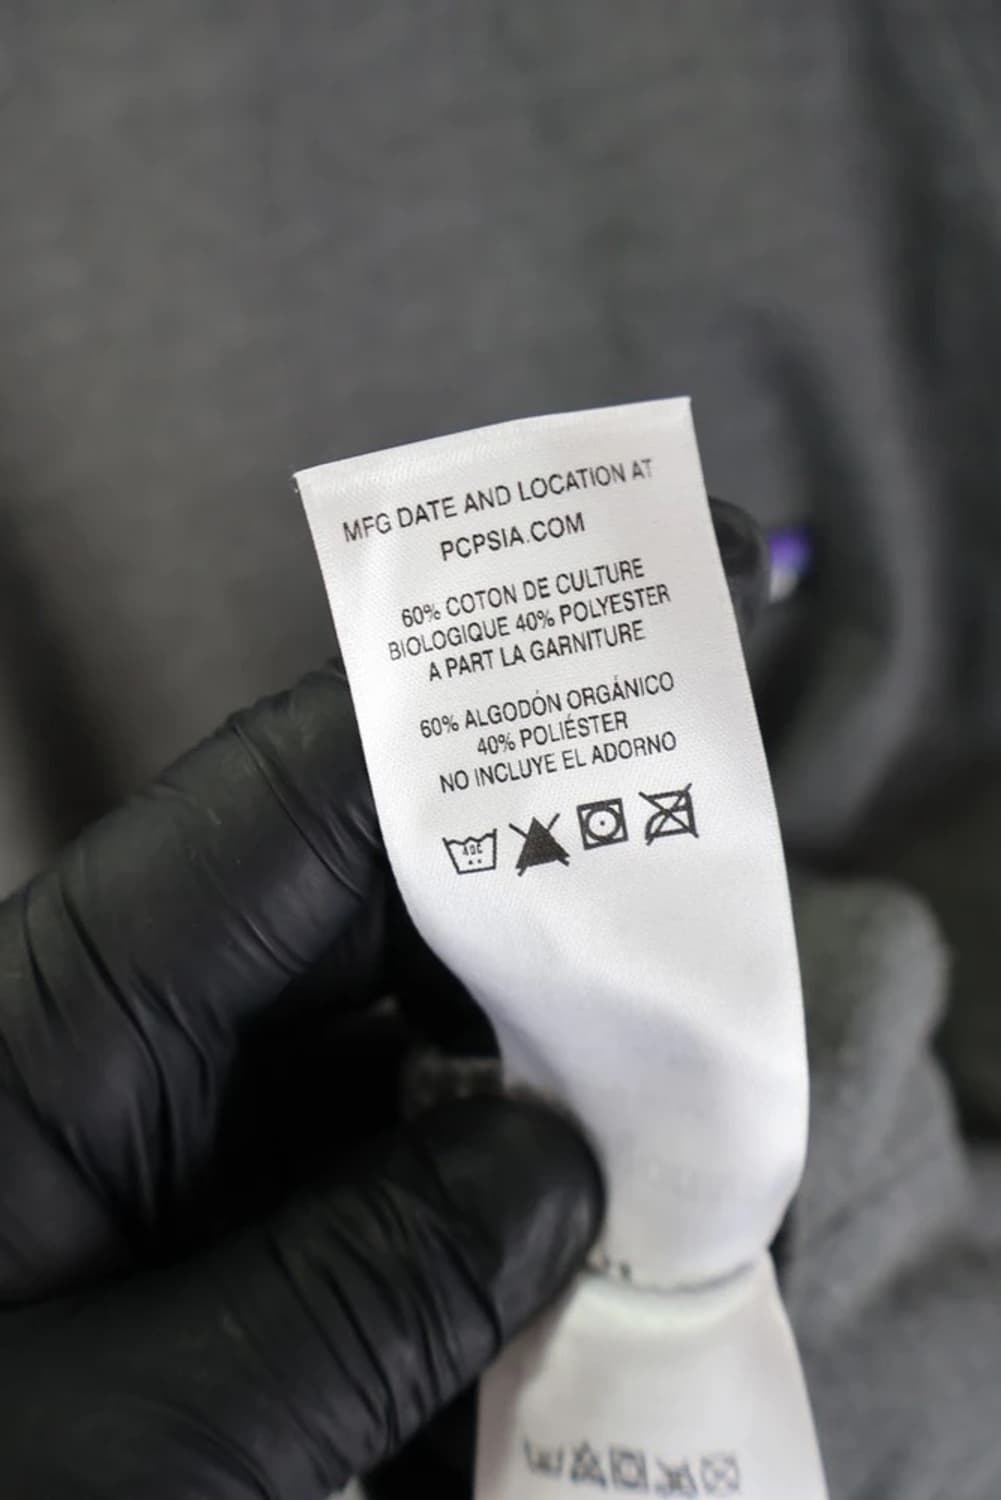 MFG DATE AND LOCATION AT
PCPSIA.COM
60% COTON DE CULTURE
BIOLOGIQUE 40% POLYESTER
A PART LA GARNITURE
60% ALGODÓN ORGÁNICO
40% POLIÉSTER
NO INCLUYE EL ADORNO
40C